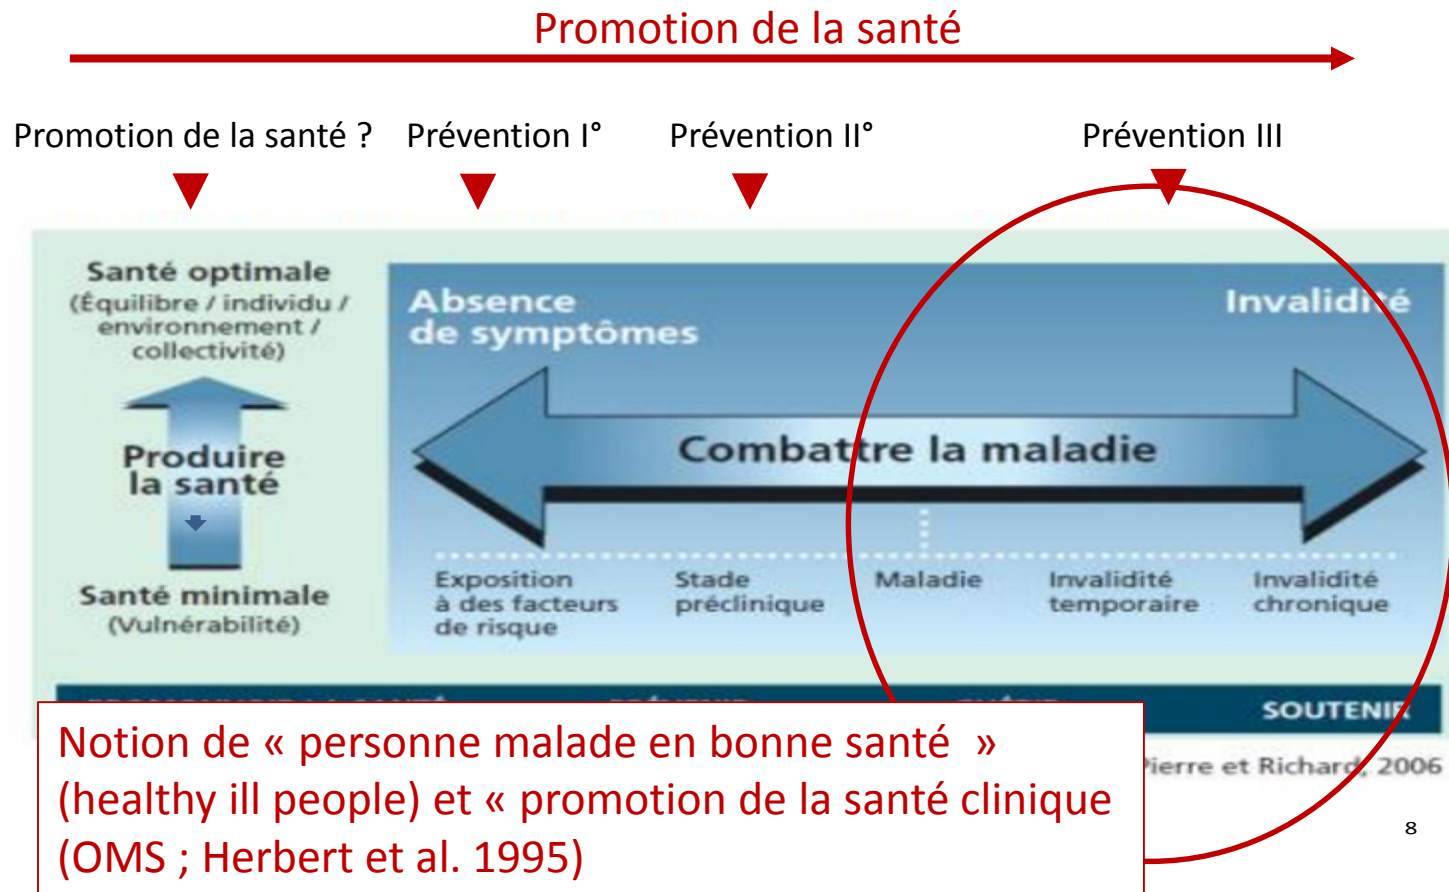 Promotion de la santé
Promotion de la santé ?
Prévention I°
Prévention II°
Prévention III
Santé optimale
(Équilibre / individu /
environnement /
collectivité)
Produire
la santé
Santé minimale
(Vulnérabilité)
Absence
de symptômes
Invalidité
Combattre la maladie
Exposition
à des facteurs
de risque
Stade
préclinique
Maladie
Invalidité
temporaire
Invalidité
chronique
SOUTENIR
Pierre et Richard, 2006
Notion de « personne malade en bonne santé »
(healthy ill people) et « promotion de la santé clinique
(OMS ; Herbert et al. 1995)
8